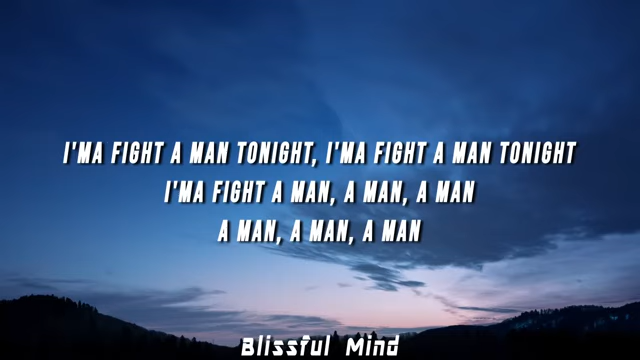 I'MA FIGHT A MAN TONIGHT, I'MA FIGHT A MAN TONIGHT
I'MA FIGHT A MAN, A MAN, A MAN
A MAN, A MAN, A MAN
Blissful Mind